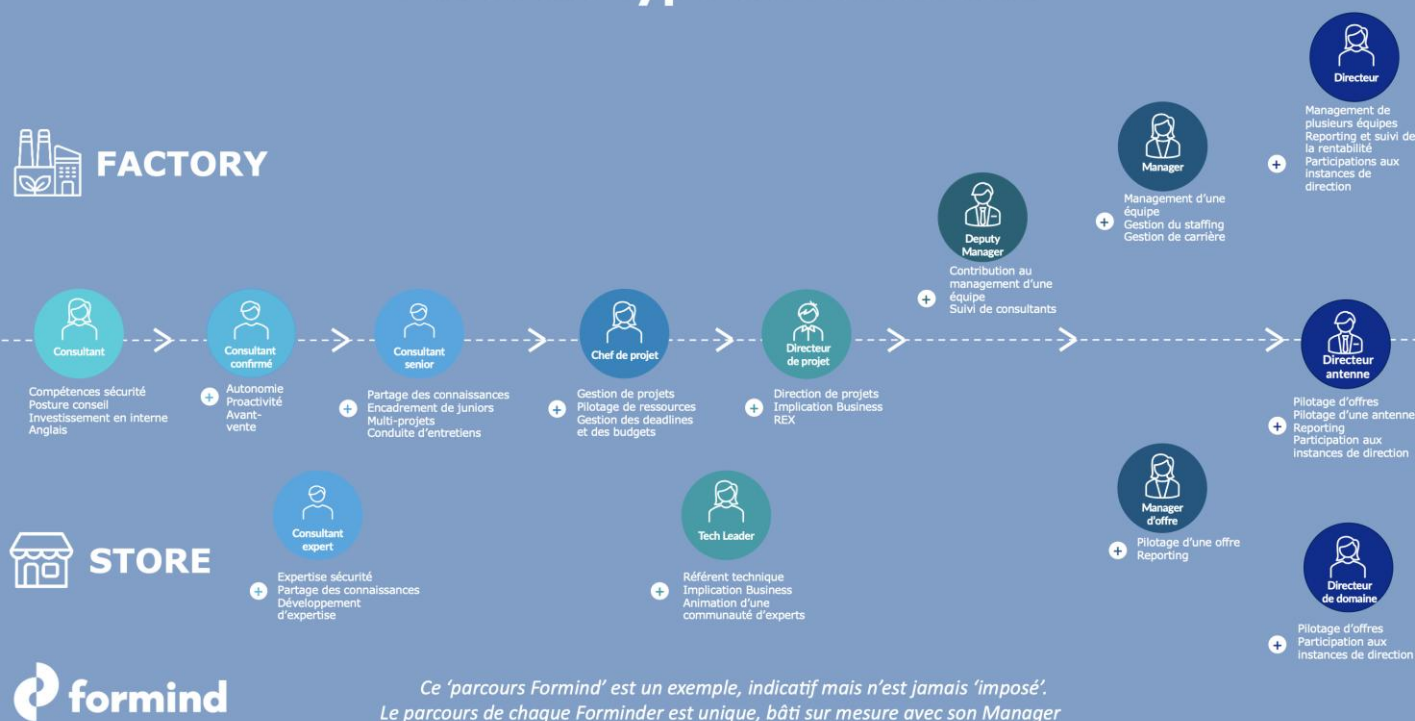 Directeur
Management de
plusieurs équipes
Reporting et suivi de
la rentabilité
Participations aux
instances de
direction
FACTORY
Manager
Management d'une
équipe
Gestion du staffing
Gestion de carrière
Deputy
Manager
Contribution au
management d'une
équipe
Suivi de consultants
Consultant
Compétences sécurité
Posture conseil
Investissement en interne
Anglais
Consultant
confirmé
Autonomie
Proactivité
Avant-
vente
Consultant
senior
Partage des connaissances
Encadrement de juniors
Multi-projets
Conduite d'entretiens
Chef de projet
Gestion de projets
Pilotage de ressources
Gestion des deadlines
et des budgets
Directeur
de projet
Direction de projets
Implication Business
REX
Directeur
antenne
Pilotage d'offres
Pilotage d'une antenne
Reporting
Participation aux
instances de direction
STORE
Consultant
expert
Expertise sécurité
Partage des connaissances
Développement
d'expertise
Tech Leader
Référent technique
Implication Business
Animation d'une
communauté d'experts
Manager
d'offre
Pilotage d'une offre
Reporting
Directeur
de domaine
Pilotage d'offres
Participation aux
instances de direction
formind
Ce 'parcours Formind' est un exemple, indicatif mais n'est jamais 'imposé'.
Le parcours de chaque Forminder est unique, bâti sur mesure avec son Manager